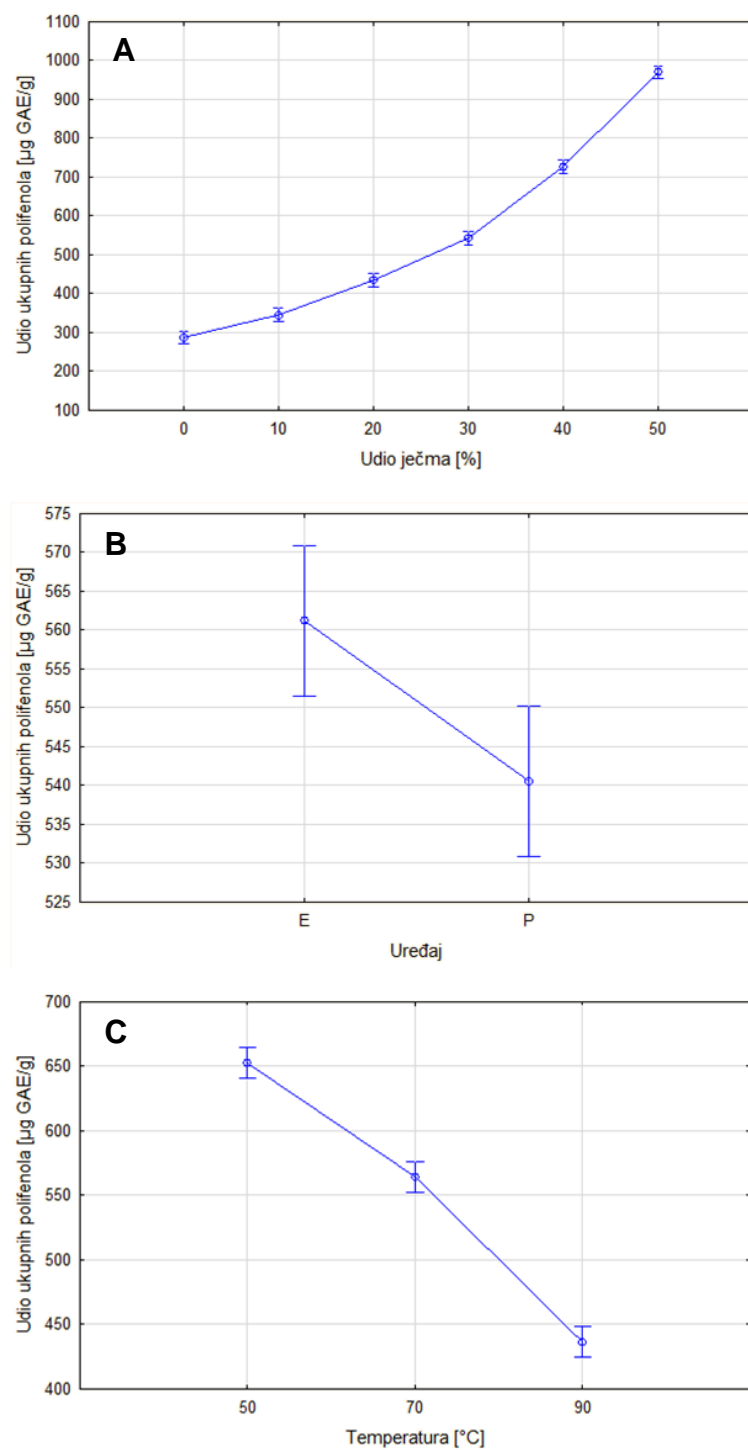 A
Udio ukupnih polifenola [µg GAE/g]
1100
1000
900
800
700
600
500
400
300
200
100
0 10 20 30 40 50
Udio ječma [%]
B
Udio ukupnih polifenola [µg GAE/g]
575
570
565
560
555
550
545
540
535
530
525
E P
Uređaj
C
Udio ukupnih polifenola [µg GAE/g]
700
650
600
550
500
450
400
50 70 90
Temperatura [°C]